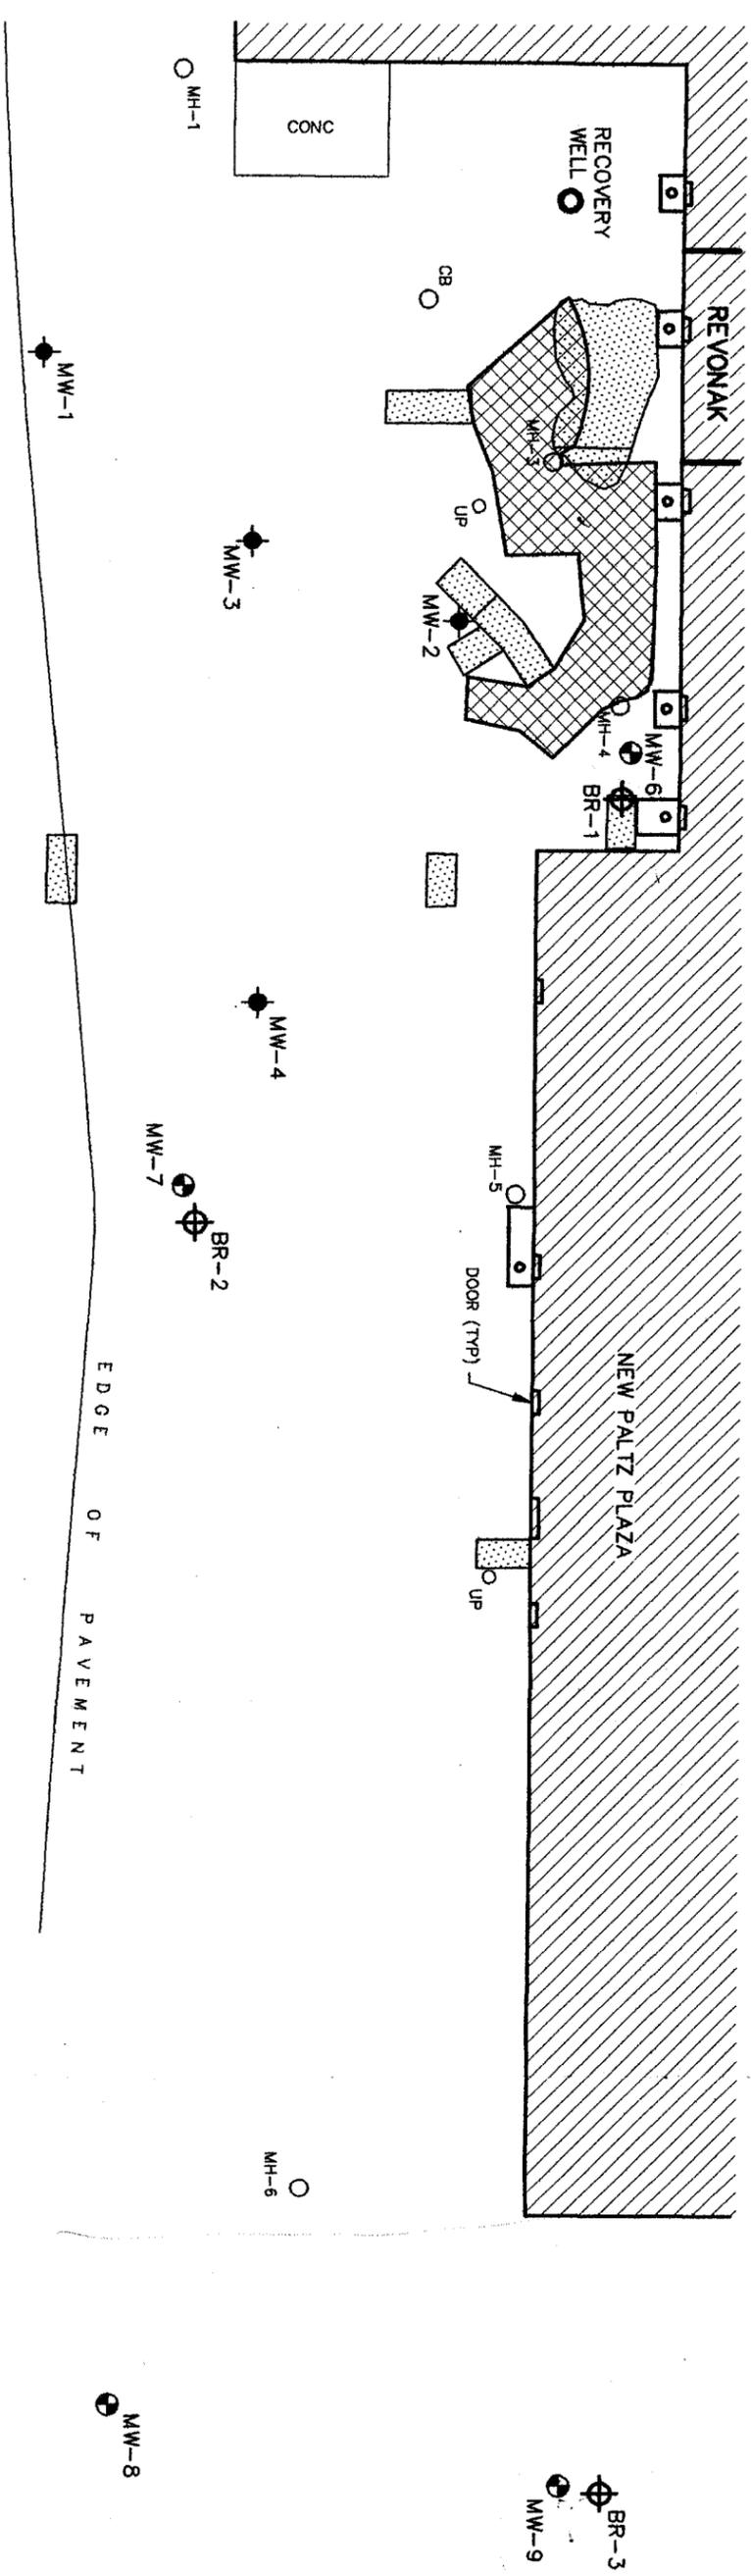 REVONAK
RECOVERY
WELL
CONC
MH-1
CB
MW-1
MH-3
UP
MW-3
MW-2
MH-4
MW-6
BR-1
MW-4
MW-7
BR-2
MH-5
DOOR (TYP)
NEW PALTZ PLAZA
UP
EDGE OF PAVEMENT
MH-6
MW-8
BR-3
MW-9